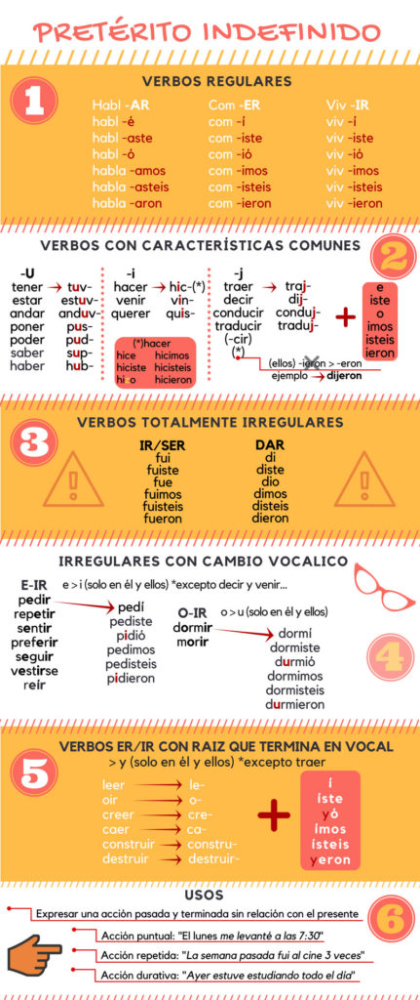 PRETÉRITO INDEFINIDO
1
VERBOS REGULARES
Habl -AR
habl -é
habl -aste
habl -ó
habla -amos
habla -asteis
habla -aron
Com -ER
com -í
com -iste
com -ió
com -imos
com -isteis
com -ieron
Viv -IR
viv -í
viv -iste
viv -ió
viv -imos
viv -isteis
viv -ieron
2
VERBOS CON CARACTERÍSTICAS COMUNES
-U
tener → tuv-
estar estuv-
andar anduv-
poner pus-
poder pud-
saber sup-
haber hub-
-i
hacer → hic-(*)
venir vin-
querer quis-
(*)hacer
hice hicimos
hiciste hicisteis
hizo hicieron
-j
traer → traj-
decir dij-
conducir conduj-
traducir traduj-
(-cir)
(*)
+
e
iste
o
imos
isteis
ieron
(ellos) -ieron > -eron
ejemplo → dijeron
3
VERBOS TOTALMENTE IRREGULARES
IR/SER
fui
fuiste
fue
fuimos
fuisteis
fueron
DAR
di
diste
dio
dimos
disteis
dieron
4
IRREGULARES CON CAMBIO VOCALICO
E-IR e > i (solo en él y ellos) *excepto decir y venir...
pedir
repetir
sentir
preferir
seguir
vestirse
reír
pedí
pediste
pidió
pedimos
pedisteis
pidieron
O-IR o > u (solo en él y ellos)
dormir
morir
dormí
dormiste
durmió
dormimos
dormisteis
durmieron
5
VERBOS ER/IR CON RAIZ QUE TERMINA EN VOCAL
> y (solo en él y ellos) *excepto traer
leer → le-
oir → o-
creer → cre-
caer → ca-
construir → constru-
destruir → destruir-
+
í
íste
yó
ímos
ísteis
yeron
6
USOS
Expresar una acción pasada y terminada sin relación con el presente
Acción puntual: "El lunes me levanté a las 7:30"
Acción repetida: "La semana pasada fui al cine 3 veces"
Acción durativa: "Ayer estuve estudiando todo el día"